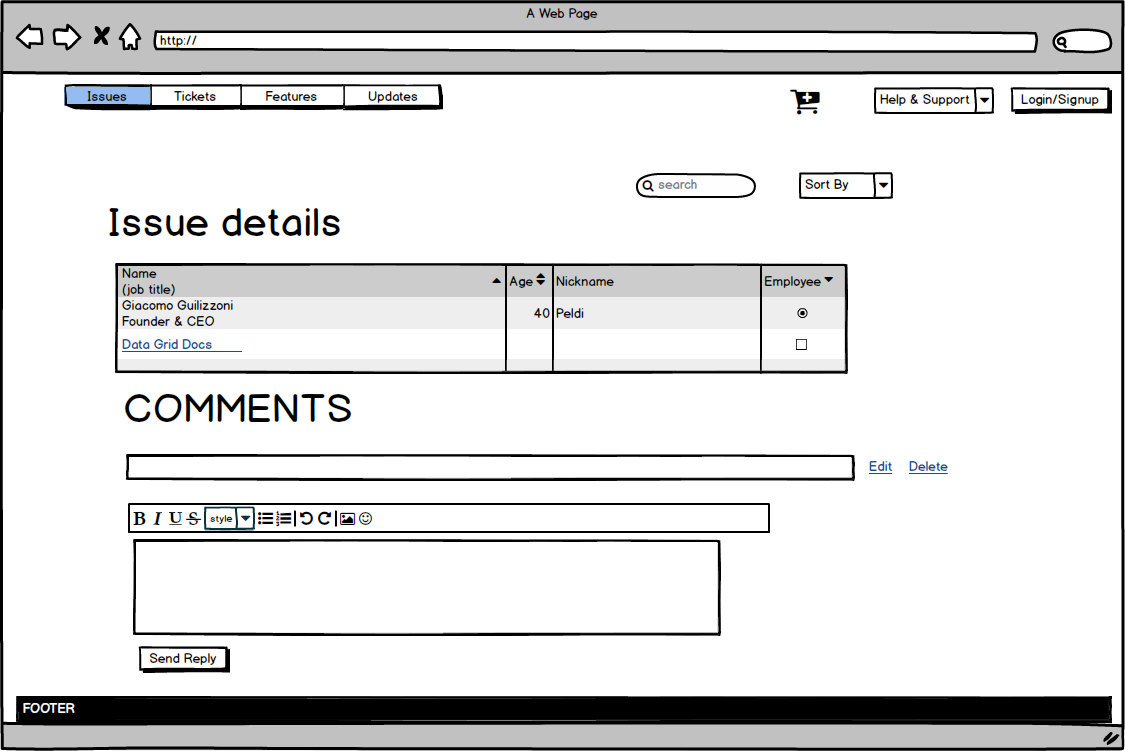 A Web Page
http://
Issues Tickets Features Updates
Help & Support
Login/Signup
search
Sort By
Issue details
Name
(job title)
Age
Nickname
Employee
Giacomo Guilizzoni
Founder & CEO
40
Peldi
Data Grid Docs
COMMENTS
Edit Delete
B I U S style
Send Reply
FOOTER